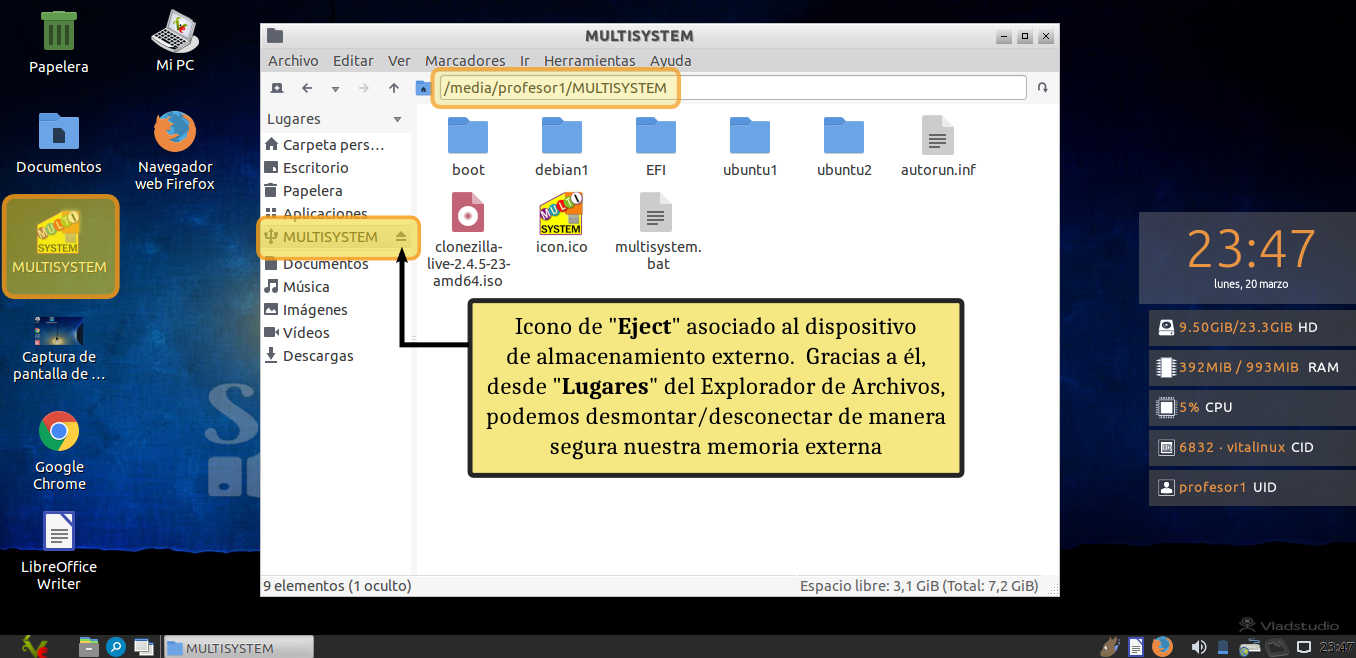 Papelera
Mi PC
Documentos
Navegador
web Firefox
MULTI
SYSTEM
MULTISYSTEM
Captura de
pantalla de ...
Google
Chrome
LibreOffice
Writer
MULTISYSTEM
Archivo Editar Ver Marcadores Ir Herramientas Ayuda
/media/profesor1/MULTISYSTEM
Lugares
Carpeta pers...
Escritorio
Papelera
Aplicaciones
MULTISYSTEM
Documentos
Música
Imágenes
Vídeos
Descargas
boot
debian1
EFI
ubuntu1
ubuntu2
autorun.inf
clonezilla-
live-2.4.5-23-
amd64.iso
MULTI
SYSTEM
icon.ico
multisystem.
bat
Icono de "Eject" asociado al dispositivo
de almacenamiento externo. Gracias a él,
desde "Lugares" del Explorador de Archivos,
podemos desmontar/desconectar de manera
segura nuestra memoria externa
9 elementos (1 oculto)
Espacio libre: 3,1 GiB (Total: 7,2 GiB)
23:47
lunes, 20 marzo
9.50GIB/23.3GIB HD
392MIB / 993MIB RAM
5% CPU
6832 · vitalinux CID
profesor1 UID
Vladstudio
MULTISYSTEM
23:47